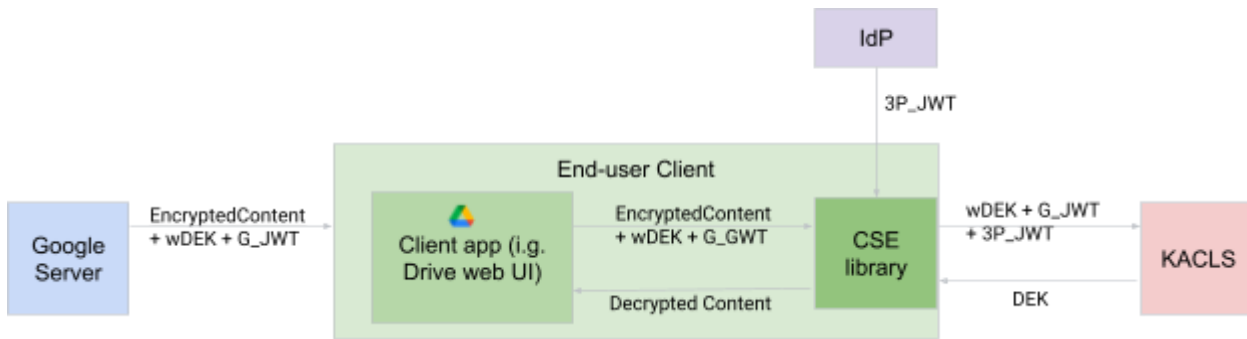 IdP
3P_JWT
End-user Client
EncryptedContent
+ wDEK + G_JWT
EncryptedContent
+ wDEK + G_GWT
wDEK + G_JWT
+ 3P_JWT
Google
Server
Client app (i.g.
Drive web UI)
CSE
library
KACLS
Decrypted Content
DEK